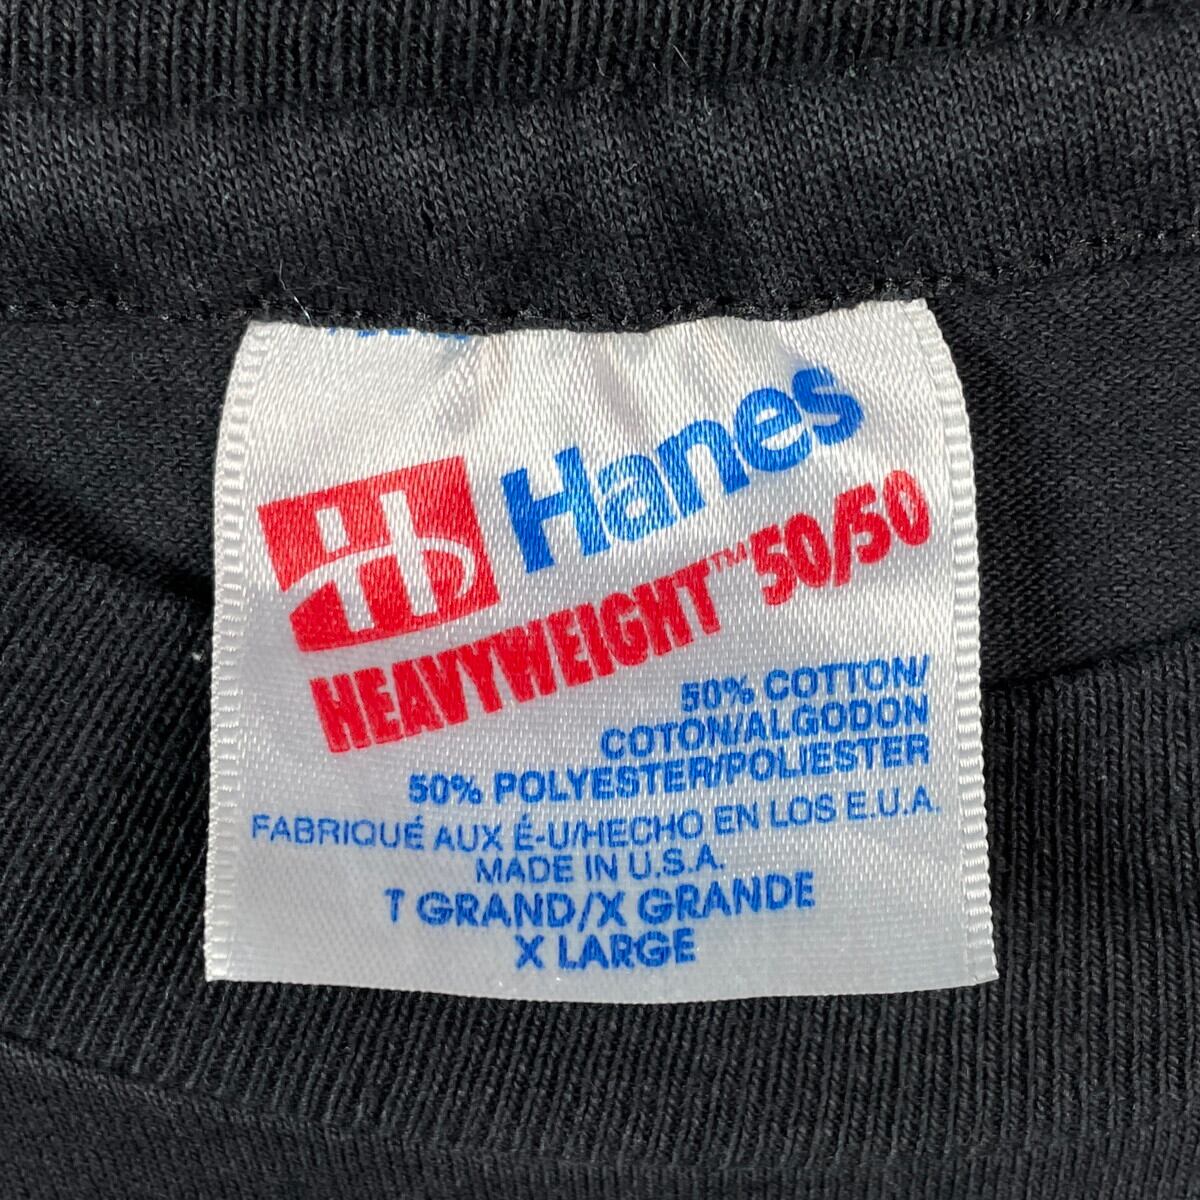 Hanes
HEAVYWEIGHT™ 50/50
50% COTTON/
COTON/ALGODON
50% POLYESTER/POLIESTER
FABRIQUÉ AUX É-U/HECHO EN LOS E.U.A.
MADE IN U.S.A.
T GRAND/X GRANDE
X LARGE